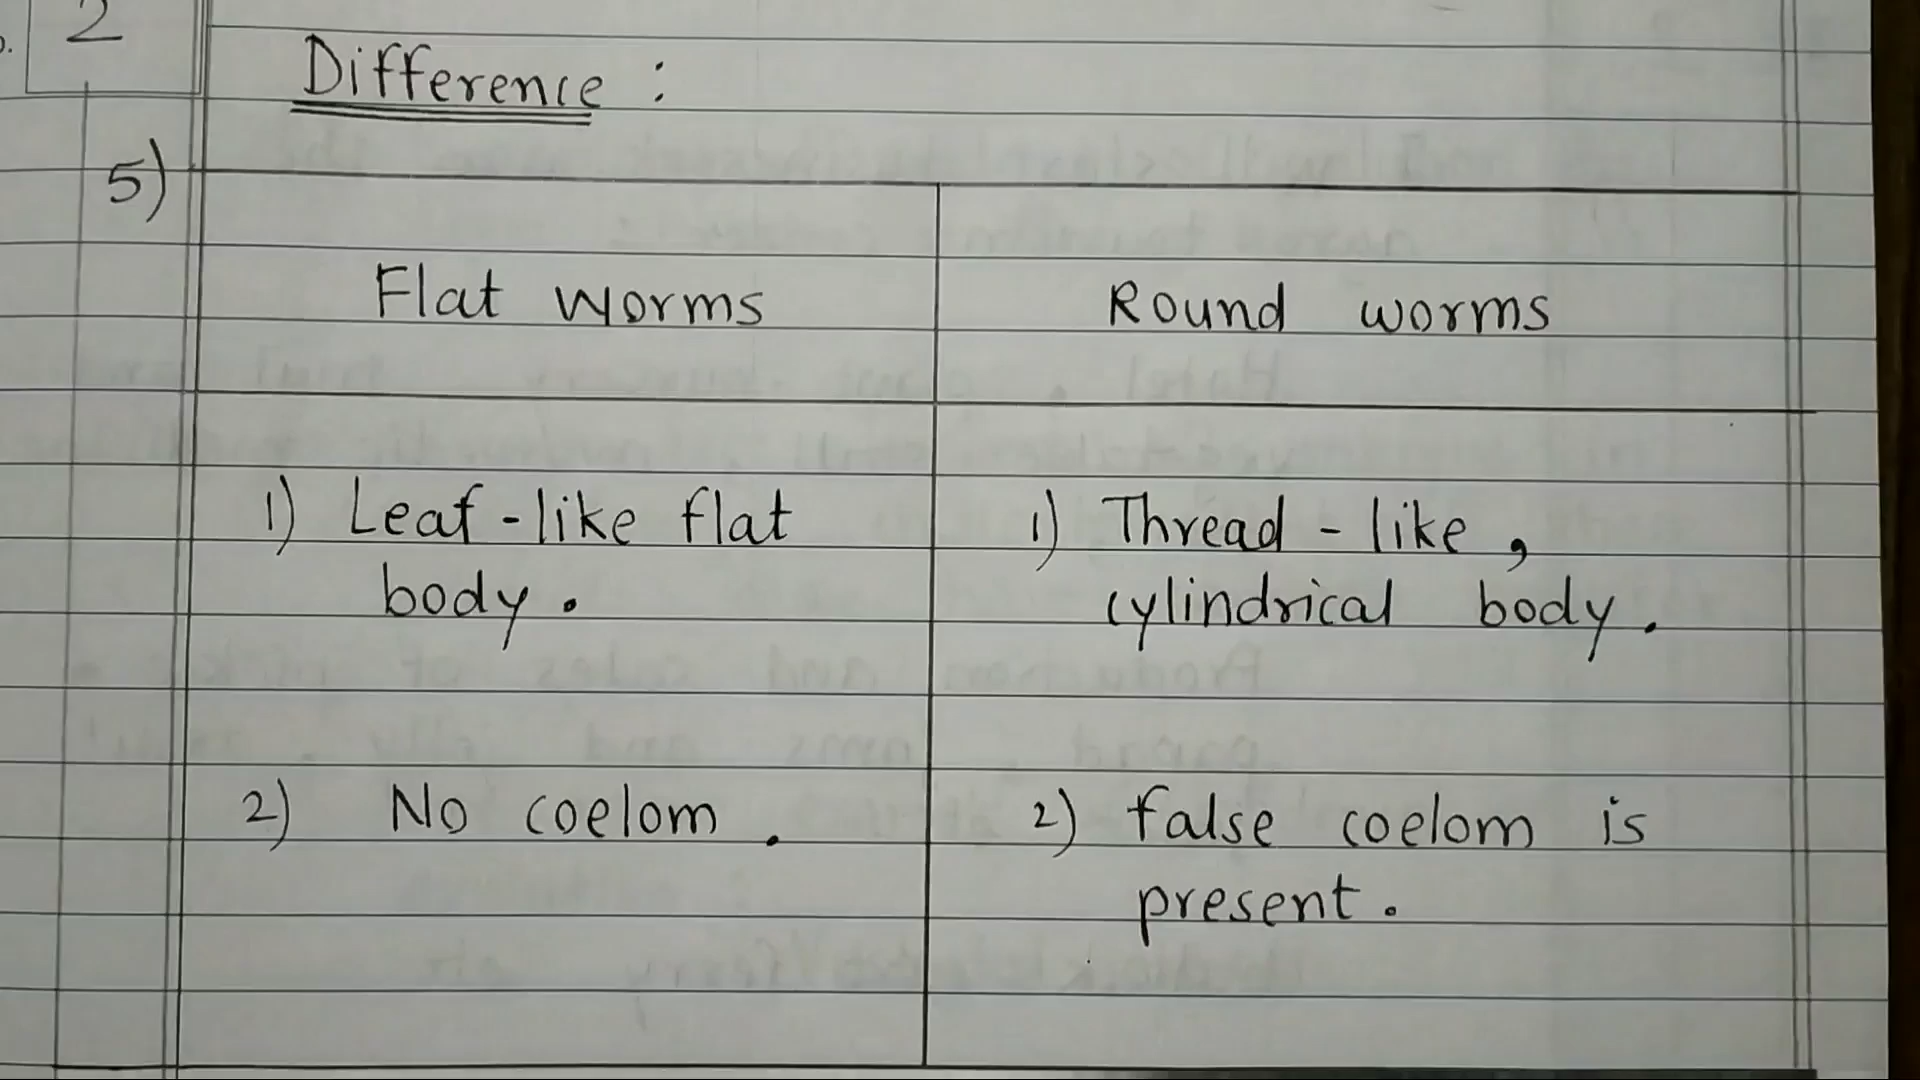 2
Difference :
5)
Flat worms
Round worms
1) Leaf-like flat
body.
1) Thread-like,
cylindrical body.
2) No coelom.
2) false coelom is
present.